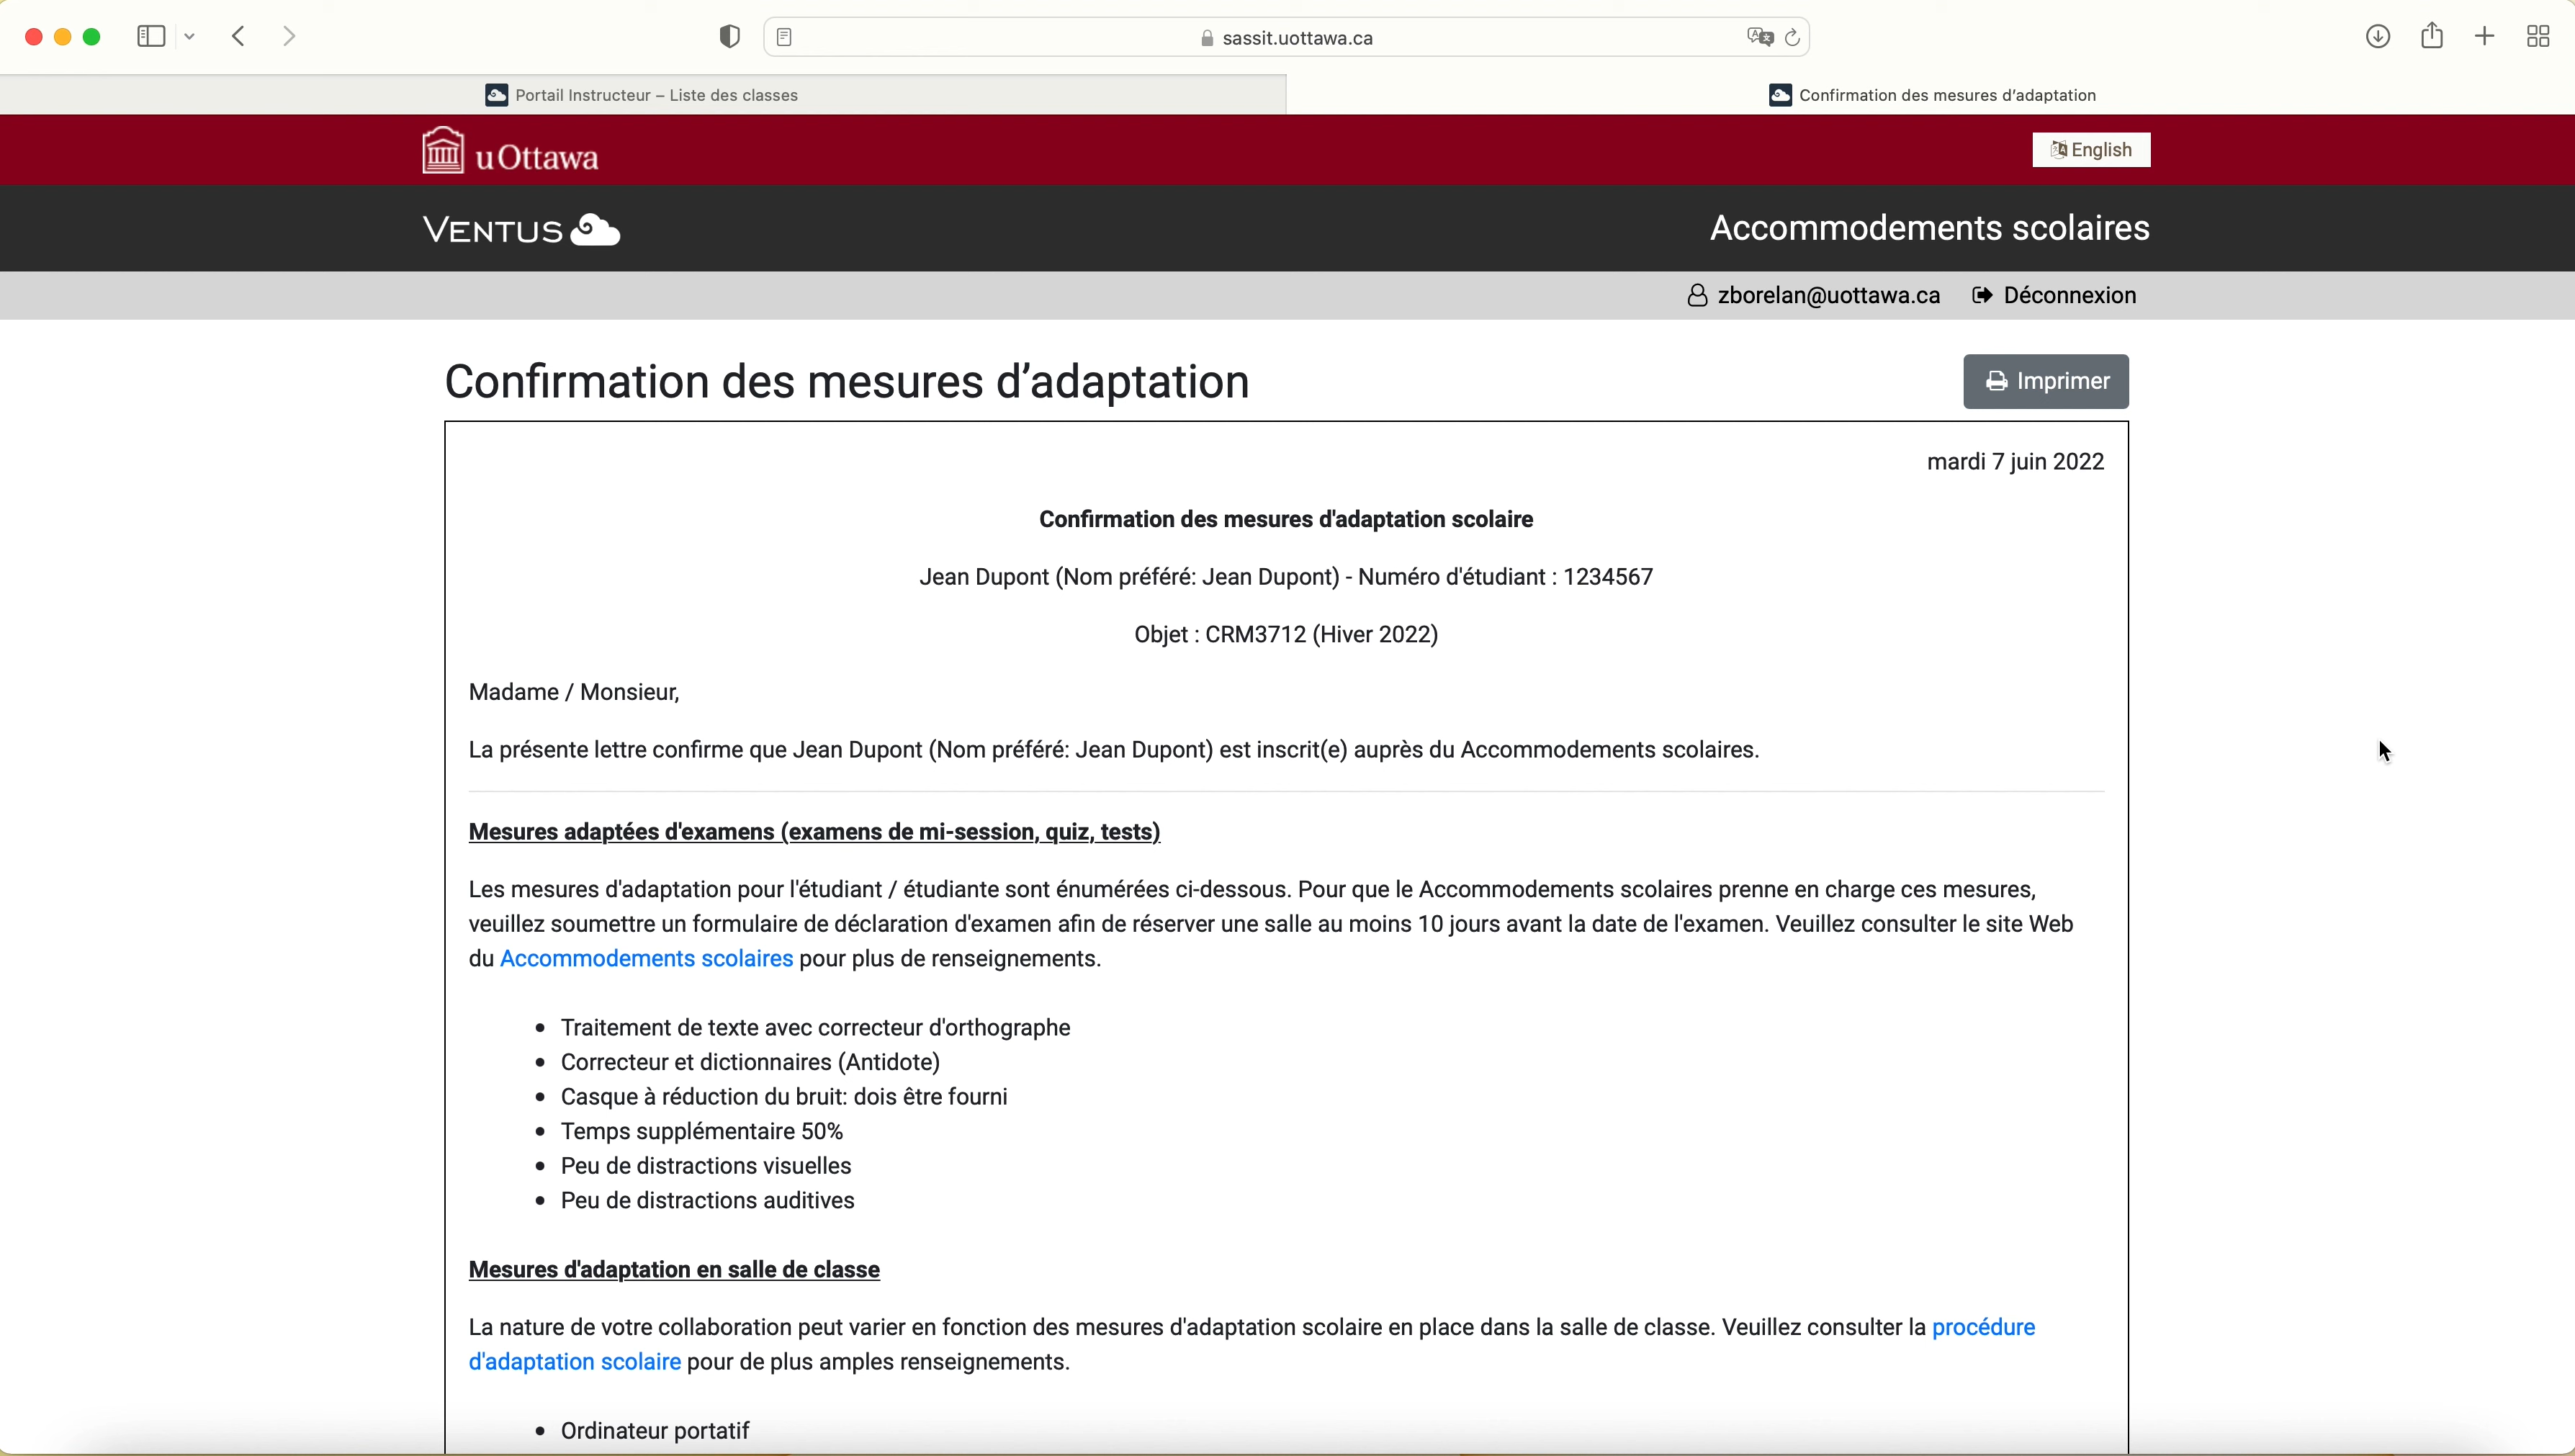 sassit.uottawa.ca
Portail Instructeur – Liste des classes
Confirmation des mesures d’adaptation
uOttawa
English
VENTUS
Accommodements scolaires
zborelan@uottawa.ca
Déconnexion
Confirmation des mesures d’adaptation
Imprimer
mardi 7 juin 2022
Confirmation des mesures d'adaptation scolaire
Jean Dupont (Nom préféré: Jean Dupont) - Numéro d'étudiant : 1234567
Objet : CRM3712 (Hiver 2022)
Madame / Monsieur,
La présente lettre confirme que Jean Dupont (Nom préféré: Jean Dupont) est inscrit(e) auprès du Accommodements scolaires.
Mesures adaptées d'examens (examens de mi-session, quiz, tests)
Les mesures d'adaptation pour l'étudiant / étudiante sont énumérées ci-dessous. Pour que le Accommodements scolaires prenne en charge ces mesures,
veuillez soumettre un formulaire de déclaration d'examen afin de réserver une salle au moins 10 jours avant la date de l'examen. Veuillez consulter le site Web
du Accommodements scolaires pour plus de renseignements.
• Traitement de texte avec correcteur d'orthographe
• Correcteur et dictionnaires (Antidote)
• Casque à réduction du bruit: dois être fourni
• Temps supplémentaire 50%
• Peu de distractions visuelles
• Peu de distractions auditives
Mesures d'adaptation en salle de classe
La nature de votre collaboration peut varier en fonction des mesures d'adaptation scolaire en place dans la salle de classe. Veuillez consulter la procédure
d'adaptation scolaire pour de plus amples renseignements.
• Ordinateur portatif